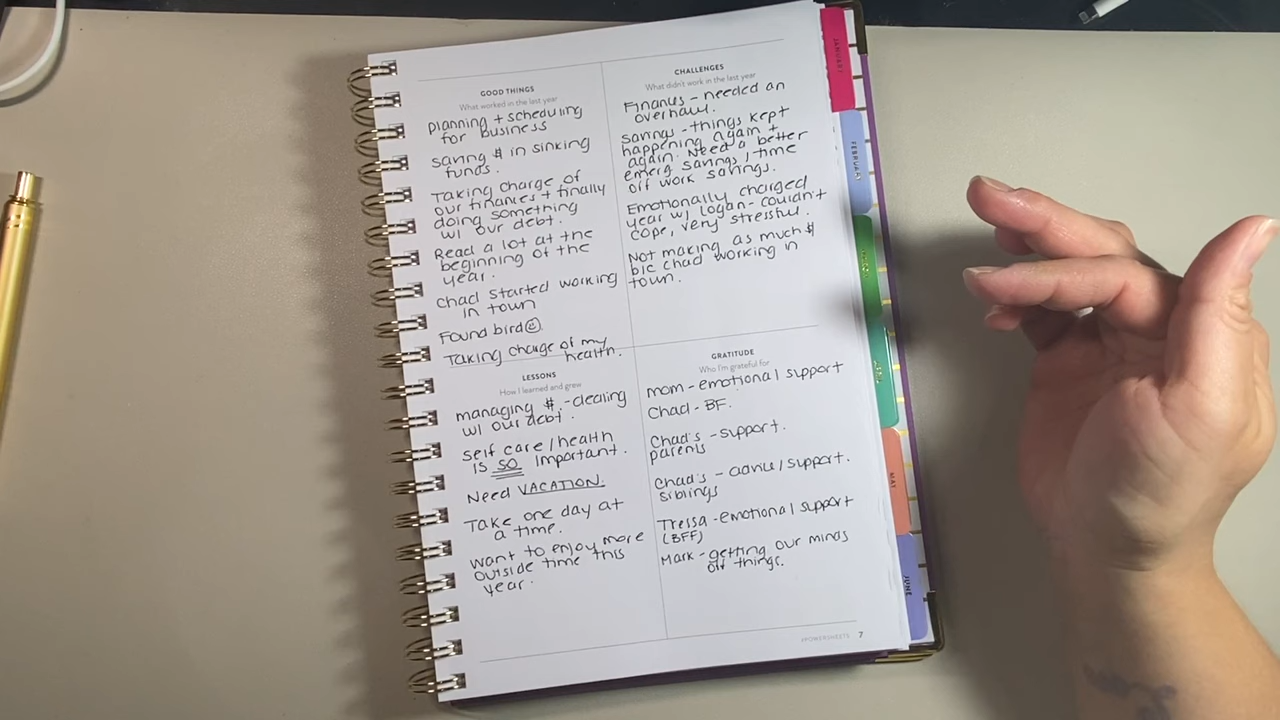 GOOD THINGS
What worked in the last year
planning + scheduling
for business
saving $ in sinking
funds.
Taking charge of
our finances + finally
doing something
w/ our debt.
Read a lot at the
beginning of the
year.
Chad started working
in town
Found bird ☺.
Taking charge of my
health.
CHALLENGES
What didn't work in the last year
Finances - needed an
overhaul.
savings - things kept
happening again +
again. Need a better
emerg savings / time
off work savings.
Emotionally charged
year w/ Logan - couldn't
cope, very stressful.
Not making as much $
b/c Chad working in
town.
LESSONS
How I learned and grew
managing $, - dealing
w/ our debt.
self care/health
is SO important.
Need VACATION.
Take one day at
a time.
want to enjoy more
outside time this
year.
GRATITUDE
Who I'm grateful for
mom - emotional support
Chad - BF.
Chad's - support.
parents
Chad's - advice/support.
siblings
Tressa - emotional support
(BFF)
Mark - getting our minds
off things.
#POWERSHEETS 7
JANUARY
FEBRUARY
APRIL
MAY
JUNE